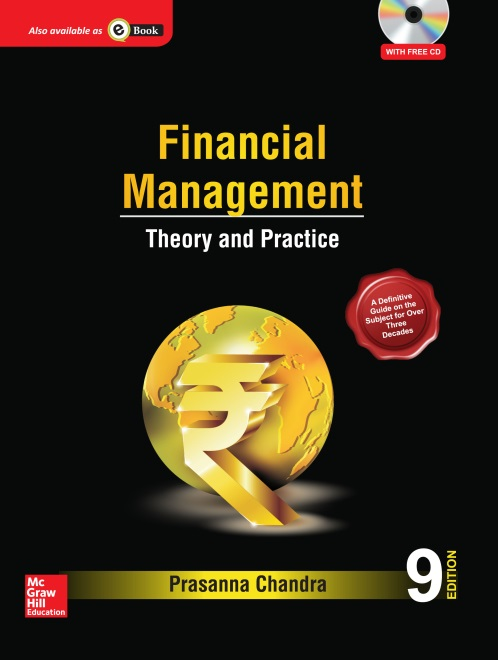 Also available as e Book
WITH FREE CD
Financial
Management
Theory and Practice
A Definitive
Guide on the
Subject for Over
Three
Decades
₹
Prasanna Chandra
9 EDITION
Mc
Graw
Hill
Education